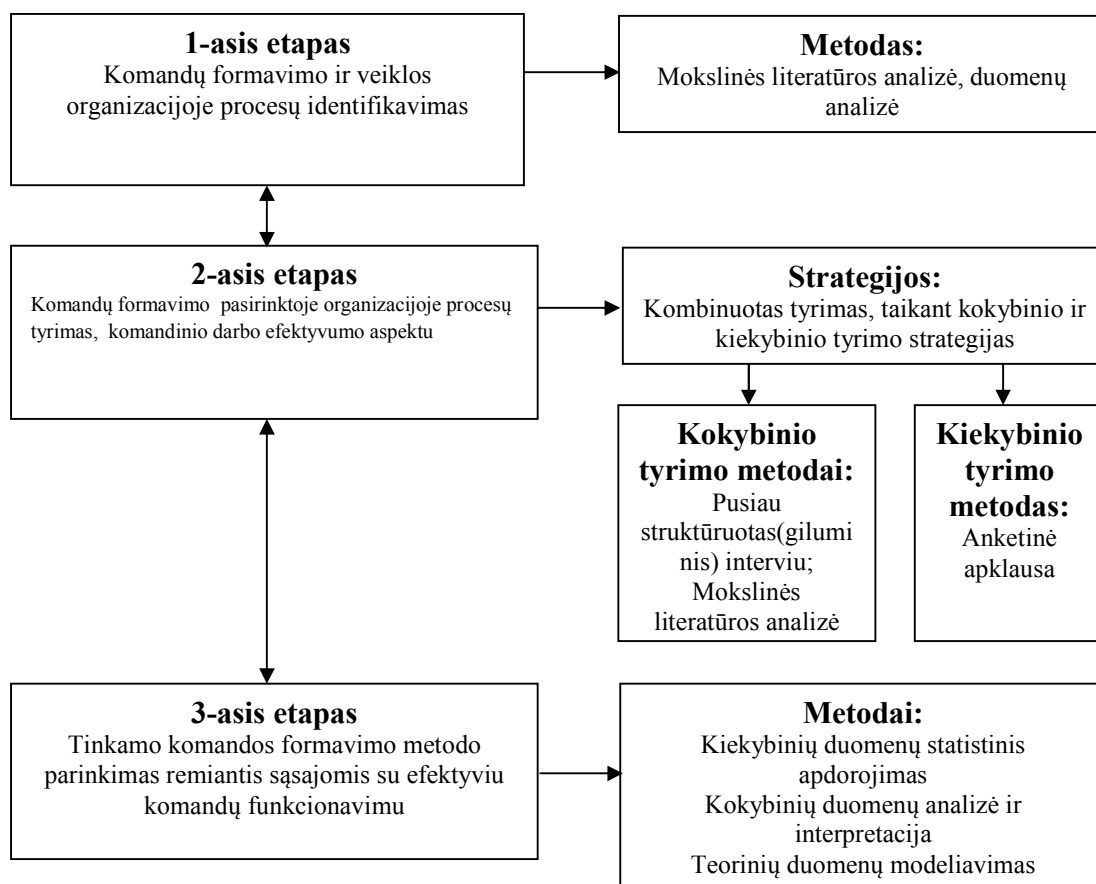 1-asis etapas
Komandų formavimo ir veiklos
organizacijoje procesų identifikavimas
Metodas:
Mokslinės literatūros analizė, duomenų
analizė
2-asis etapas
Komandų formavimo pasirinktoje organizacijoje procesų
tyrimas, komandinio darbo efektyvumo aspektu
Strategijos:
Kombinuotas tyrimas, taikant kokybinio ir
kiekybinio tyrimo strategijas
Kokybinio
tyrimo metodai:
Pusiau
struktūruotas(gilumi
nis) interviu;
Mokslinės
literatūros analizė
Kiekybinio
tyrimo
metodas:
Anketinė
apklausa
3-asis etapas
Tinkamo komandos formavimo metodo
parinkimas remiantis sąsajomis su efektyviu
komandų funkcionavimu
Metodai:
Kiekybinių duomenų statistinis
apdorojimas
Kokybinių duomenų analizė ir
interpretacija
Teorinių duomenų modeliavimas